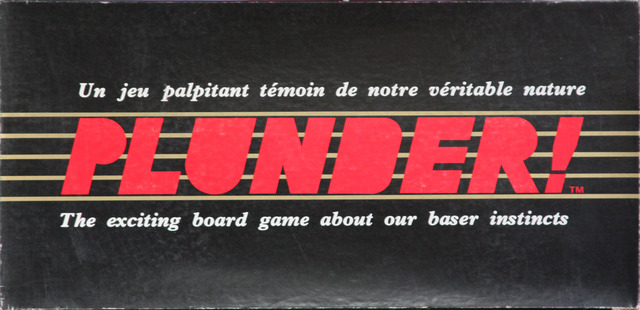 Un jeu palpitant témoin de notre véritable nature
PLUNDER!™
The exciting board game about our baser instincts